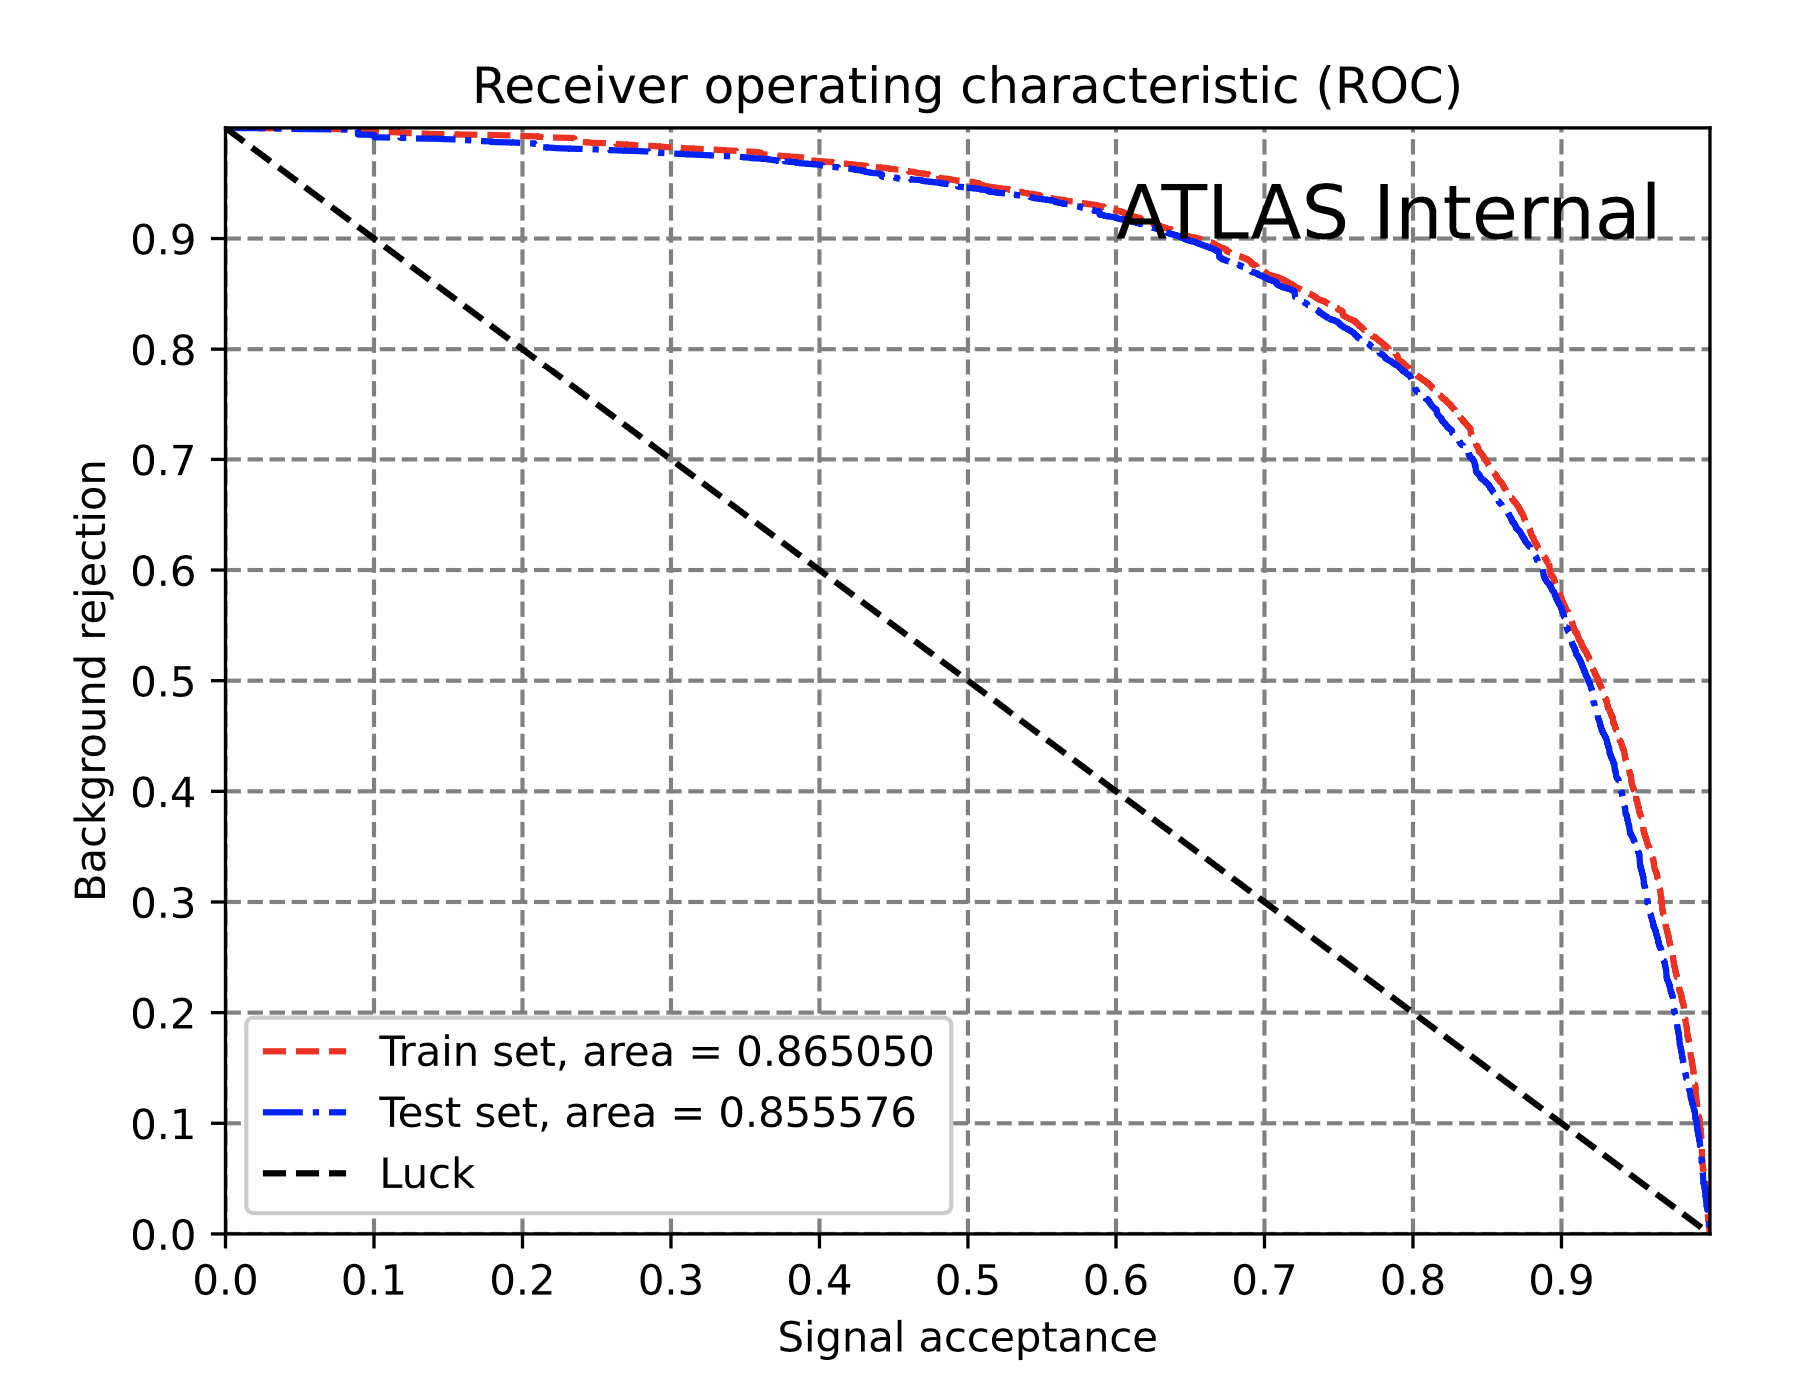 Receiver operating characteristic (ROC)
ATLAS Internal
Background rejection
0.9
0.8
0.7
0.6
0.5
0.4
0.3
0.2
0.1
0.0
Train set, area = 0.865050
Test set, area = 0.855576
Luck
0.0 0.1 0.2 0.3 0.4 0.5 0.6 0.7 0.8 0.9
Signal acceptance